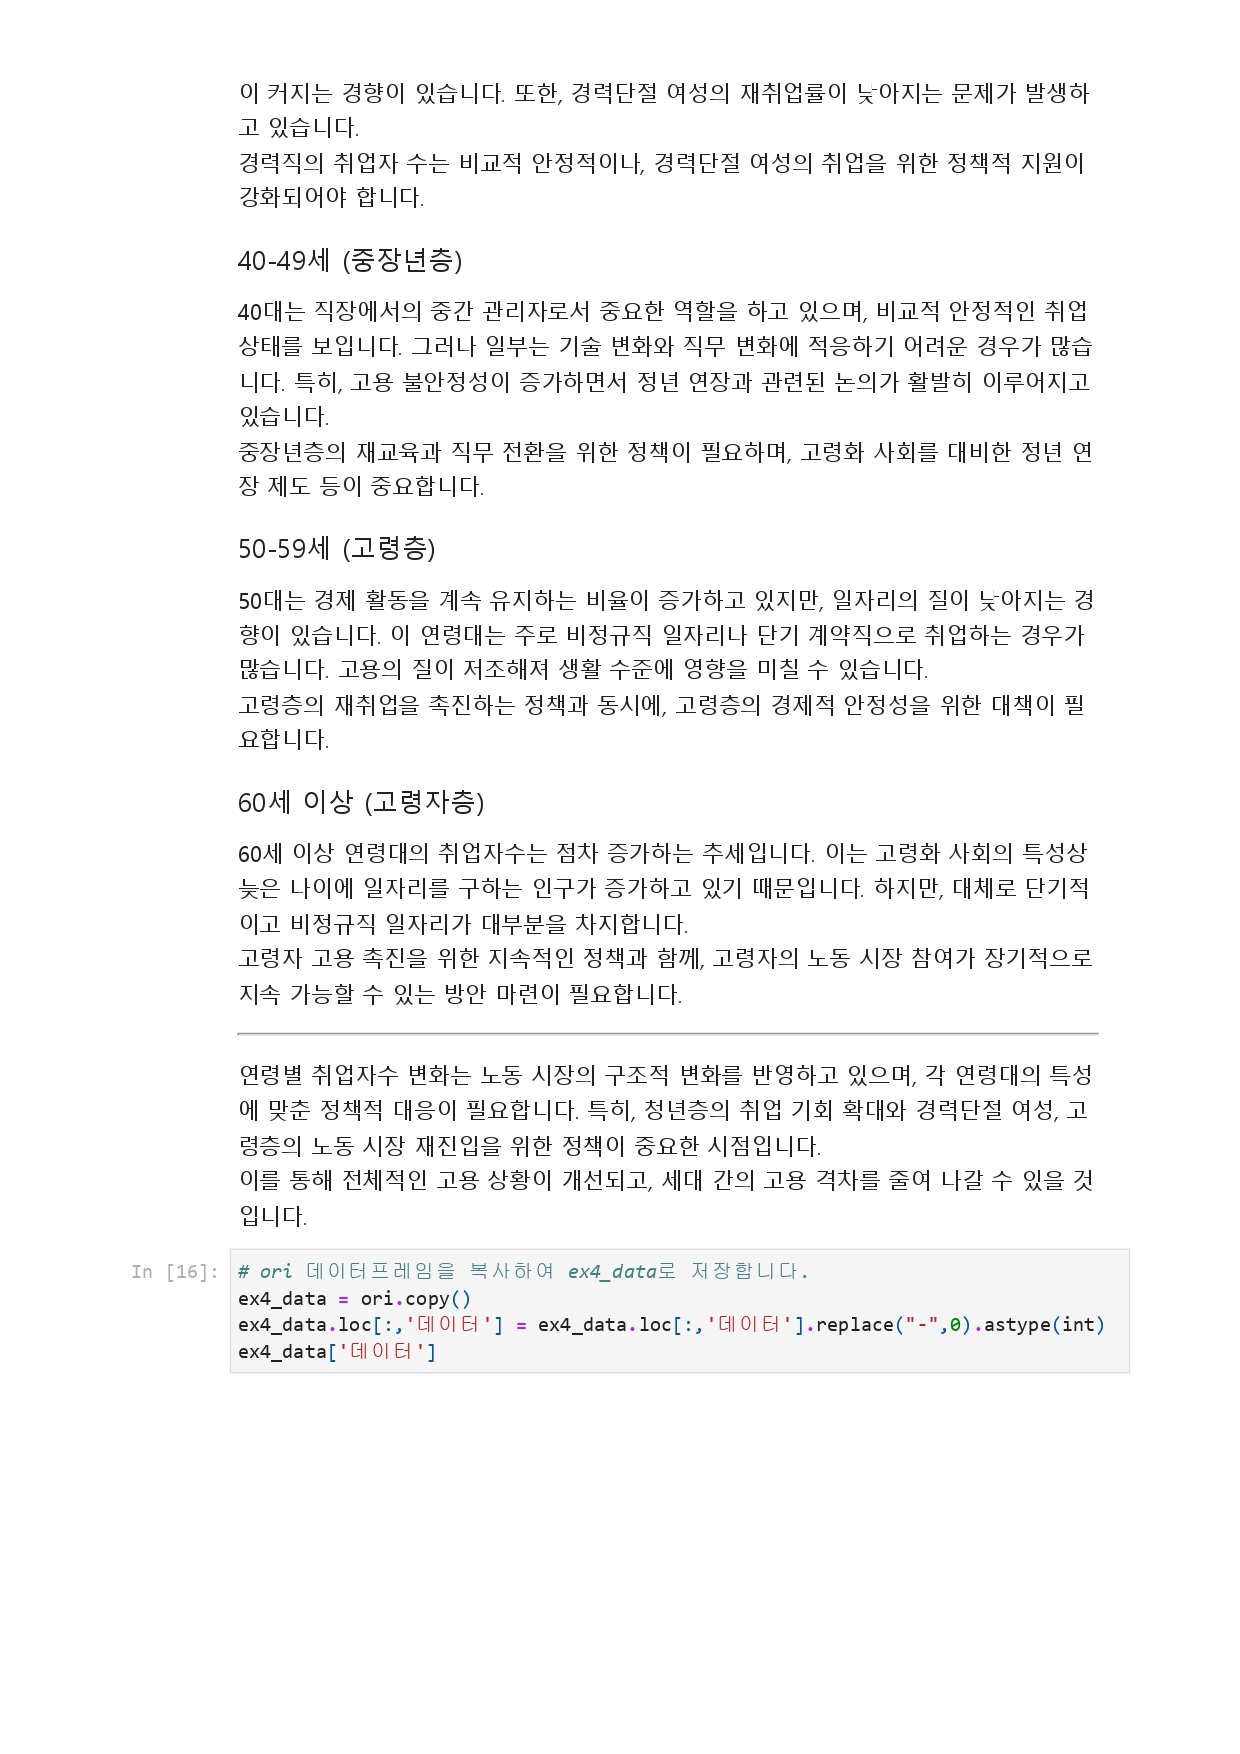 이 커지는 경향이 있습니다. 또한, 경력단절 여성의 재취업률이 낮아지는 문제가 발생하
고 있습니다.
경력직의 취업자 수는 비교적 안정적이나, 경력단절 여성의 취업을 위한 정책적 지원이
강화되어야 합니다.
40-49세 (중장년층)
40대는 직장에서의 중간 관리자로서 중요한 역할을 하고 있으며, 비교적 안정적인 취업
상태를 보입니다. 그러나 일부는 기술 변화와 직무 변화에 적응하기 어려운 경우가 많습
니다. 특히, 고용 불안정성이 증가하면서 정년 연장과 관련된 논의가 활발히 이루어지고
있습니다.
중장년층의 재교육과 직무 전환을 위한 정책이 필요하며, 고령화 사회를 대비한 정년 연
장 제도 등이 중요합니다.
50-59세 (고령층)
50대는 경제 활동을 계속 유지하는 비율이 증가하고 있지만, 일자리의 질이 낮아지는 경
향이 있습니다. 이 연령대는 주로 비정규직 일자리나 단기 계약직으로 취업하는 경우가
많습니다. 고용의 질이 저조해져 생활 수준에 영향을 미칠 수 있습니다.
고령층의 재취업을 촉진하는 정책과 동시에, 고령층의 경제적 안정성을 위한 대책이 필
요합니다.
60세 이상 (고령자층)
60세 이상 연령대의 취업자수는 점차 증가하는 추세입니다. 이는 고령화 사회의 특성상
늦은 나이에 일자리를 구하는 인구가 증가하고 있기 때문입니다. 하지만, 대체로 단기적
이고 비정규직 일자리가 대부분을 차지합니다.
고령자 고용 촉진을 위한 지속적인 정책과 함께, 고령자의 노동 시장 참여가 장기적으로
지속 가능할 수 있는 방안 마련이 필요합니다.
연령별 취업자수 변화는 노동 시장의 구조적 변화를 반영하고 있으며, 각 연령대의 특성
에 맞춘 정책적 대응이 필요합니다. 특히, 청년층의 취업 기회 확대와 경력단절 여성, 고
령층의 노동 시장 재진입을 위한 정책이 중요한 시점입니다.
이를 통해 전체적인 고용 상황이 개선되고, 세대 간의 고용 격차를 줄여 나갈 수 있을 것
입니다.
In [16]: # ori 데이터프레임을 복사하여 ex4_data로 저장합니다.
ex4_data = ori.copy()
ex4_data.loc[:,'데이터'] = ex4_data.loc[:,'데이터'].replace("-",0).astype(int)
ex4_data['데이터']